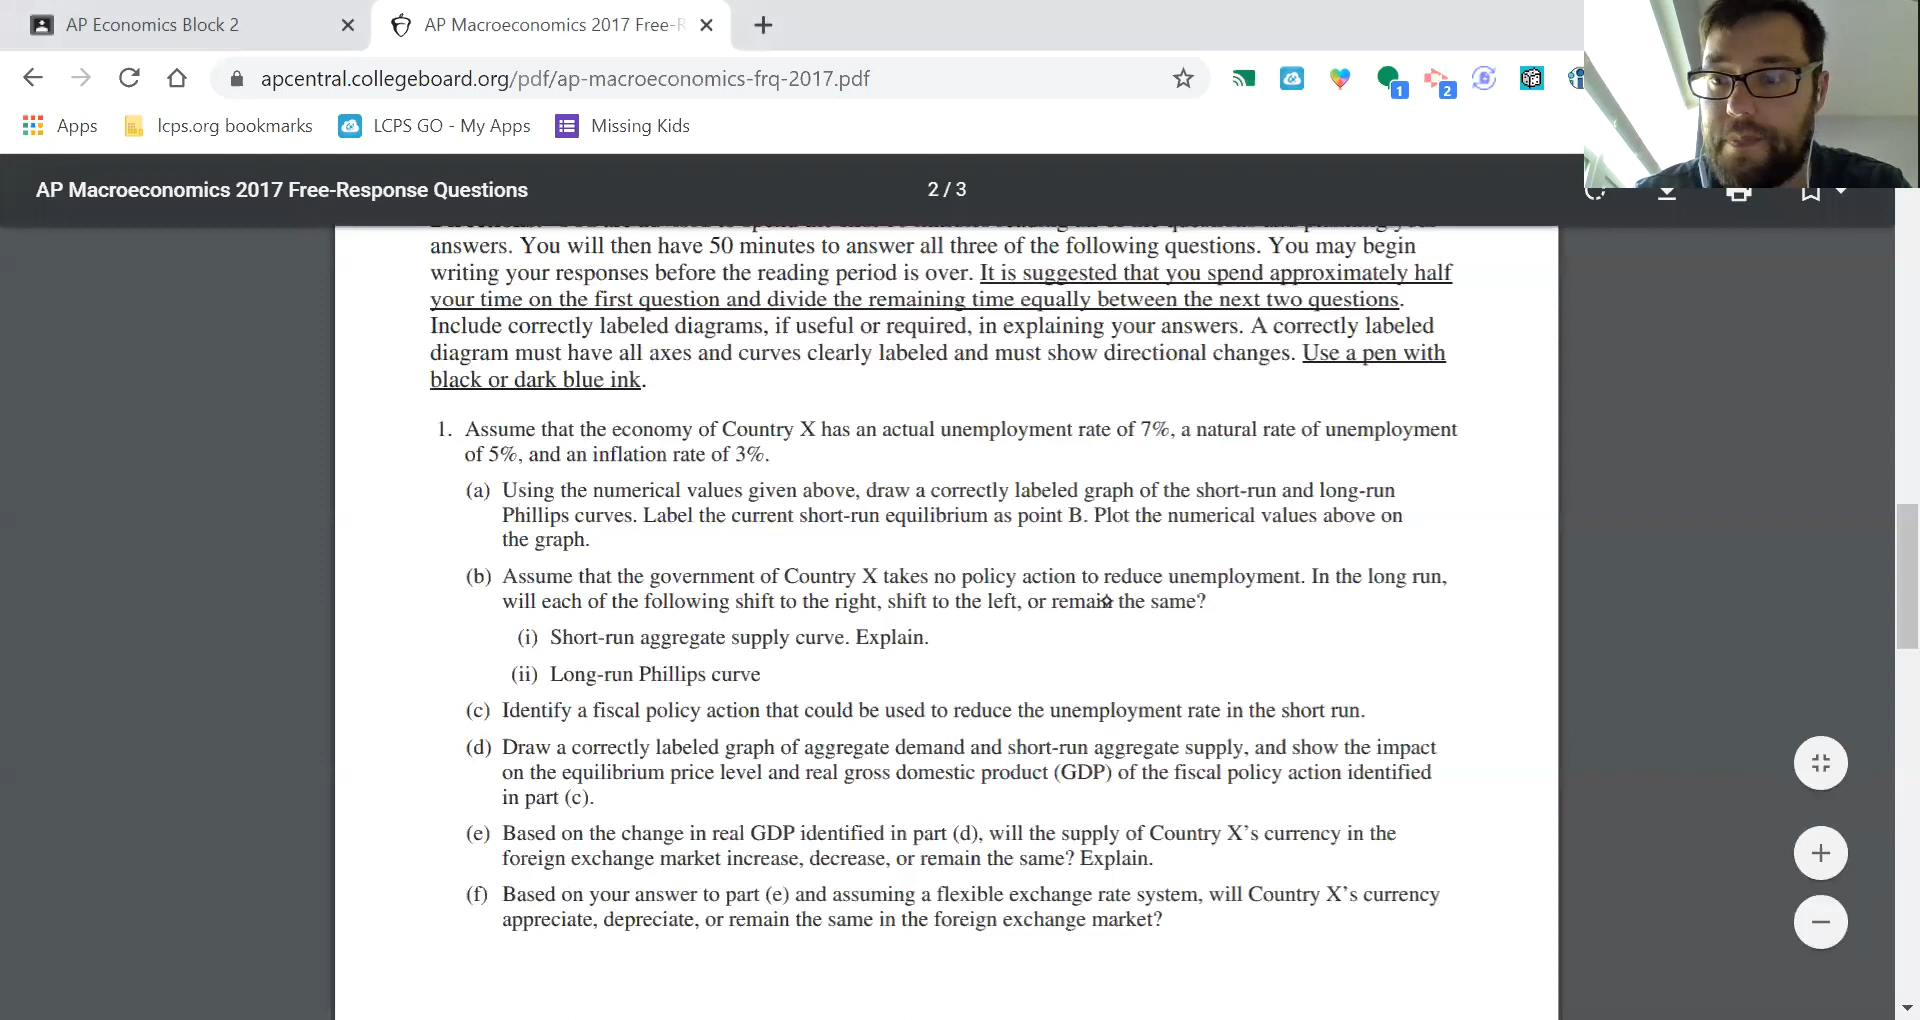 AP Economics Block 2
AP Macroeconomics 2017 Free-R
apcentral.collegeboard.org/pdf/ap-macroeconomics-frq-2017.pdf
1
2
Apps
lcps.org bookmarks
LCPS GO - My Apps
Missing Kids
AP Macroeconomics 2017 Free-Response Questions
2 / 3
answers. You will then have 50 minutes to answer all three of the following questions. You may begin
writing your responses before the reading period is over. It is suggested that you spend approximately half
your time on the first question and divide the remaining time equally between the next two questions.
Include correctly labeled diagrams, if useful or required, in explaining your answers. A correctly labeled
diagram must have all axes and curves clearly labeled and must show directional changes. Use a pen with
black or dark blue ink.
1. Assume that the economy of Country X has an actual unemployment rate of 7%, a natural rate of unemployment
of 5%, and an inflation rate of 3%.
(a) Using the numerical values given above, draw a correctly labeled graph of the short-run and long-run
Phillips curves. Label the current short-run equilibrium as point B. Plot the numerical values above on
the graph.
(b) Assume that the government of Country X takes no policy action to reduce unemployment. In the long run,
will each of the following shift to the right, shift to the left, or remain the same?
(i) Short-run aggregate supply curve. Explain.
(ii) Long-run Phillips curve
(c) Identify a fiscal policy action that could be used to reduce the unemployment rate in the short run.
(d) Draw a correctly labeled graph of aggregate demand and short-run aggregate supply, and show the impact
on the equilibrium price level and real gross domestic product (GDP) of the fiscal policy action identified
in part (c).
(e) Based on the change in real GDP identified in part (d), will the supply of Country X's currency in the
foreign exchange market increase, decrease, or remain the same? Explain.
(f) Based on your answer to part (e) and assuming a flexible exchange rate system, will Country X's currency
appreciate, depreciate, or remain the same in the foreign exchange market?